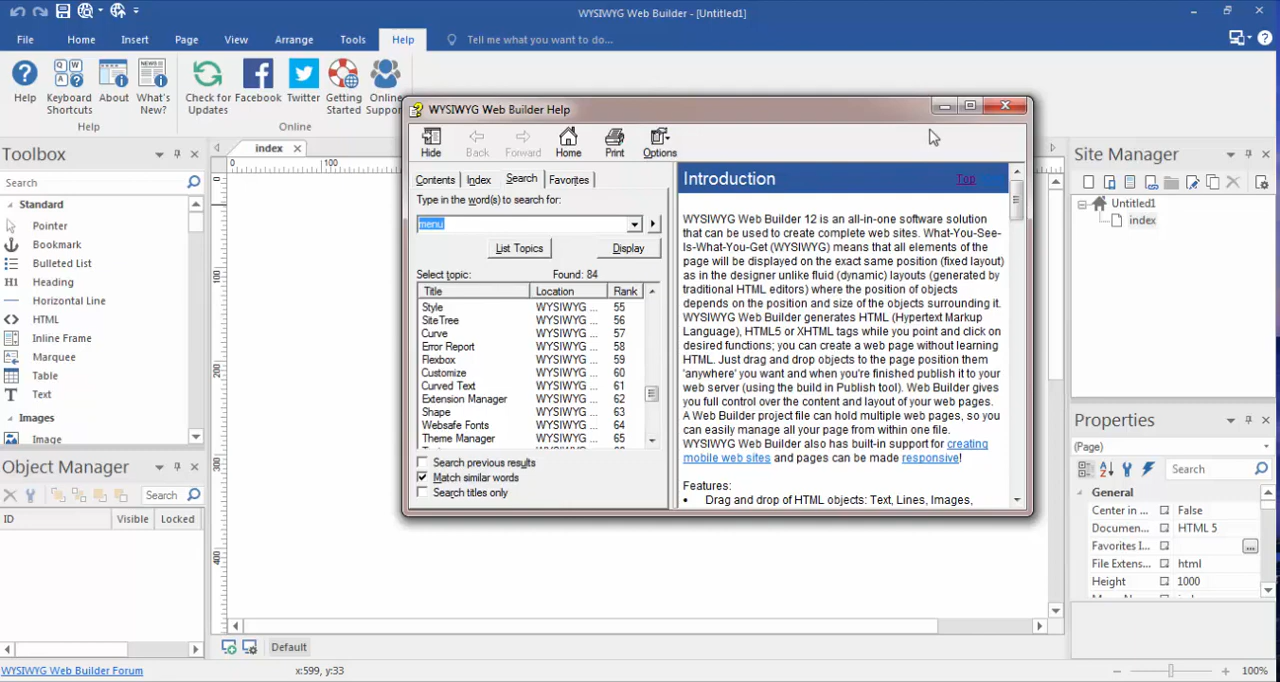 WYSIWYG Web Builder - [Untitled1]
File Home Insert Page View Arrange Tools Help Tell me what you want to do...
Help Keyboard Shortcuts About What's New? Check for Updates Facebook Twitter Getting Started Online Suppor
Help Online
Toolbox
Search
Standard
Pointer
Bookmark
Bulleted List
H1 Heading
Horizontal Line
HTML
Inline Frame
Marquee
Table
Text
Images
Image
Object Manager
Search
ID Visible Locked
WYSIWYG Web Builder Forum
index
0 100
0
100
200
300
400
Default
x:599, y:33
WYSIWYG Web Builder Help
Hide Back Forward Home Print Options
Contents Index Search Favorites
Type in the word(s) to search for:
menu
List Topics Display
Select topic: Found: 84
Title Location Rank
Style WYSIWYG ... 55
SiteTree WYSIWYG ... 56
Curve WYSIWYG ... 57
Error Report WYSIWYG ... 58
Flexbox WYSIWYG ... 59
Customize WYSIWYG ... 60
Curved Text WYSIWYG ... 61
Extension Manager WYSIWYG ... 62
Shape WYSIWYG ... 63
Websafe Fonts WYSIWYG ... 64
Theme Manager WYSIWYG ... 65
Search previous results
Match similar words
Search titles only
Introduction Top
WYSIWYG Web Builder 12 is an all-in-one software solution
that can be used to create complete web sites. What-You-See-
Is-What-You-Get (WYSIWYG) means that all elements of the
page will be displayed on the exact same position (fixed layout)
as in the designer unlike fluid (dynamic) layouts (generated by
traditional HTML editors) where the position of objects
depends on the position and size of the objects surrounding it.
WYSIWYG Web Builder generates HTML (Hypertext Markup
Language), HTML5 or XHTML tags while you point and click on
desired functions; you can create a web page without learning
HTML. Just drag and drop objects to the page position them
'anywhere' you want and when you're finished publish it to your
web server (using the build in Publish tool). Web Builder gives
you full control over the content and layout of your web pages.
A Web Builder project file can hold multiple web pages, so you
can easily manage all your page from within one file.
WYSIWYG Web Builder also has built-in support for creating
mobile web sites and pages can be made responsive!
Features:
• Drag and drop of HTML objects: Text, Lines, Images,
Site Manager
Untitled1
index
Properties
(Page)
Search
General
Center in ... False
Documen... HTML 5
Favorites I...
File Exten... html
Height 1000
100%